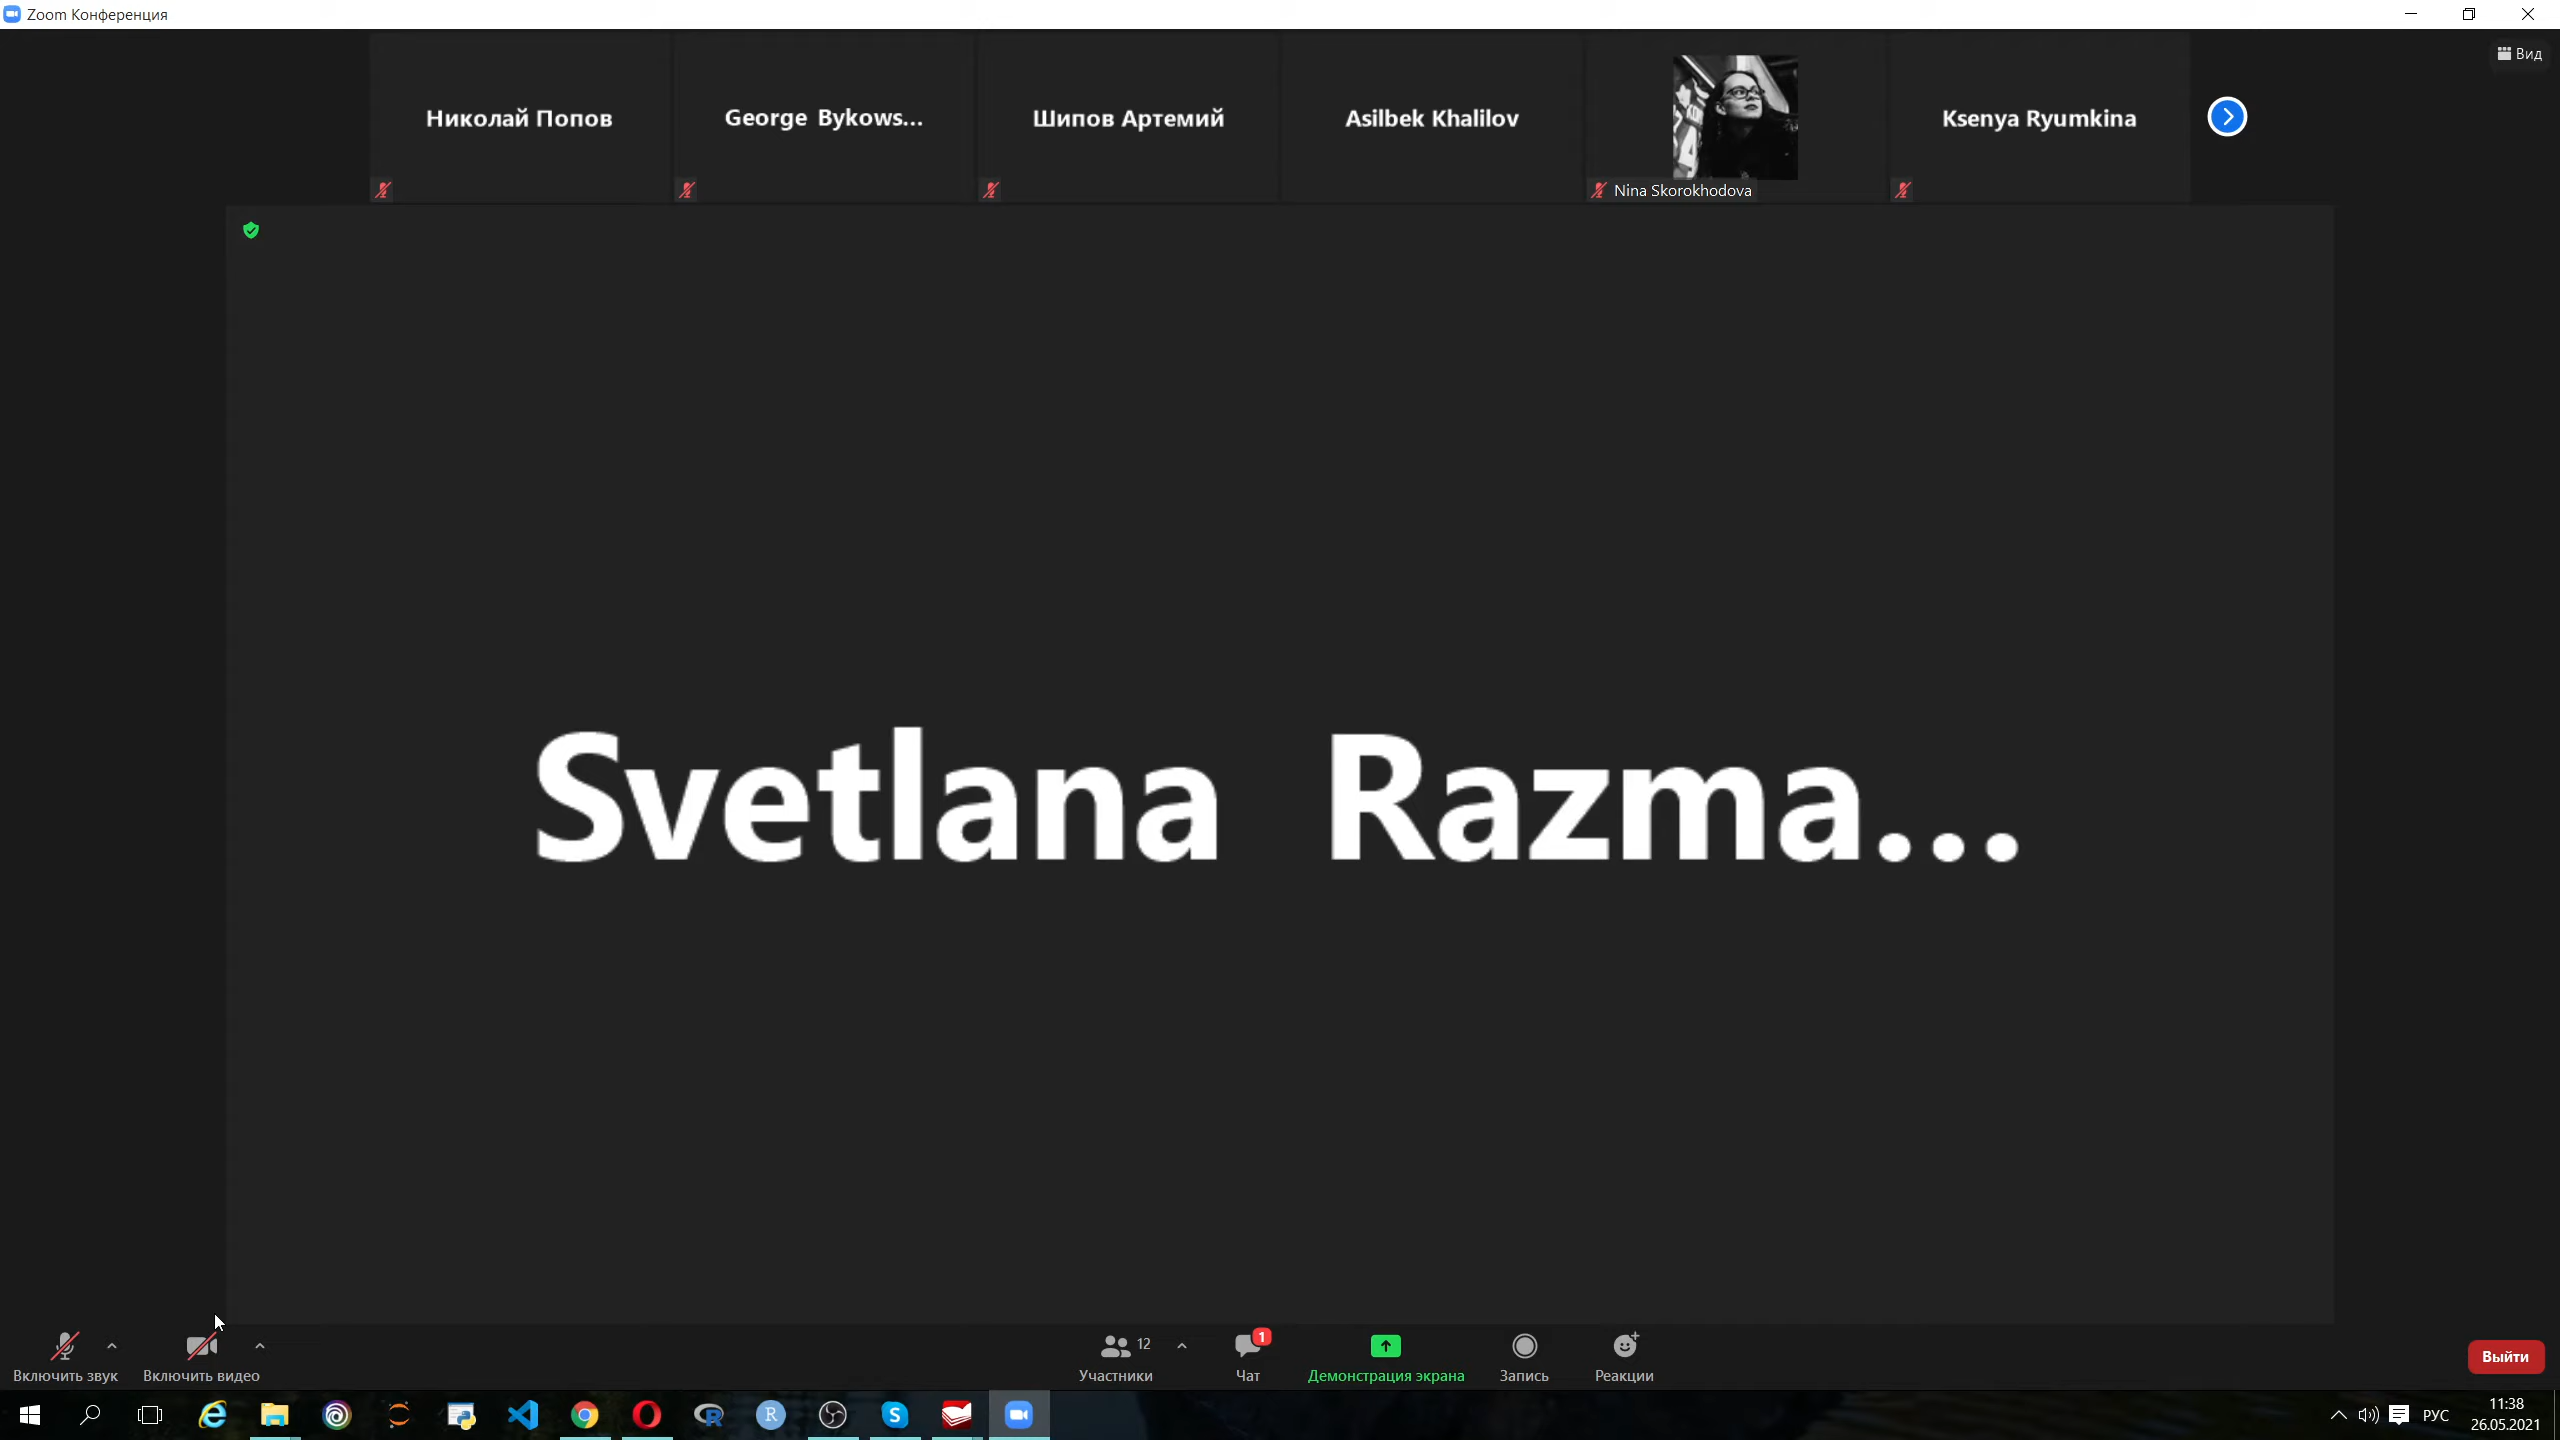 Zoom Конференция
Вид
Николай Попов
George Bykows...
Шипов Артемий
Asilbek Khalilov
Nina Skorokhodova
Ksenya Ryumkina
Svetlana Razma...
Включить звук
Включить видео
12
Участники
1
Чат
Демонстрация экрана
Запись
Реакции
Выйти
РУС
11:38
26.05.2021